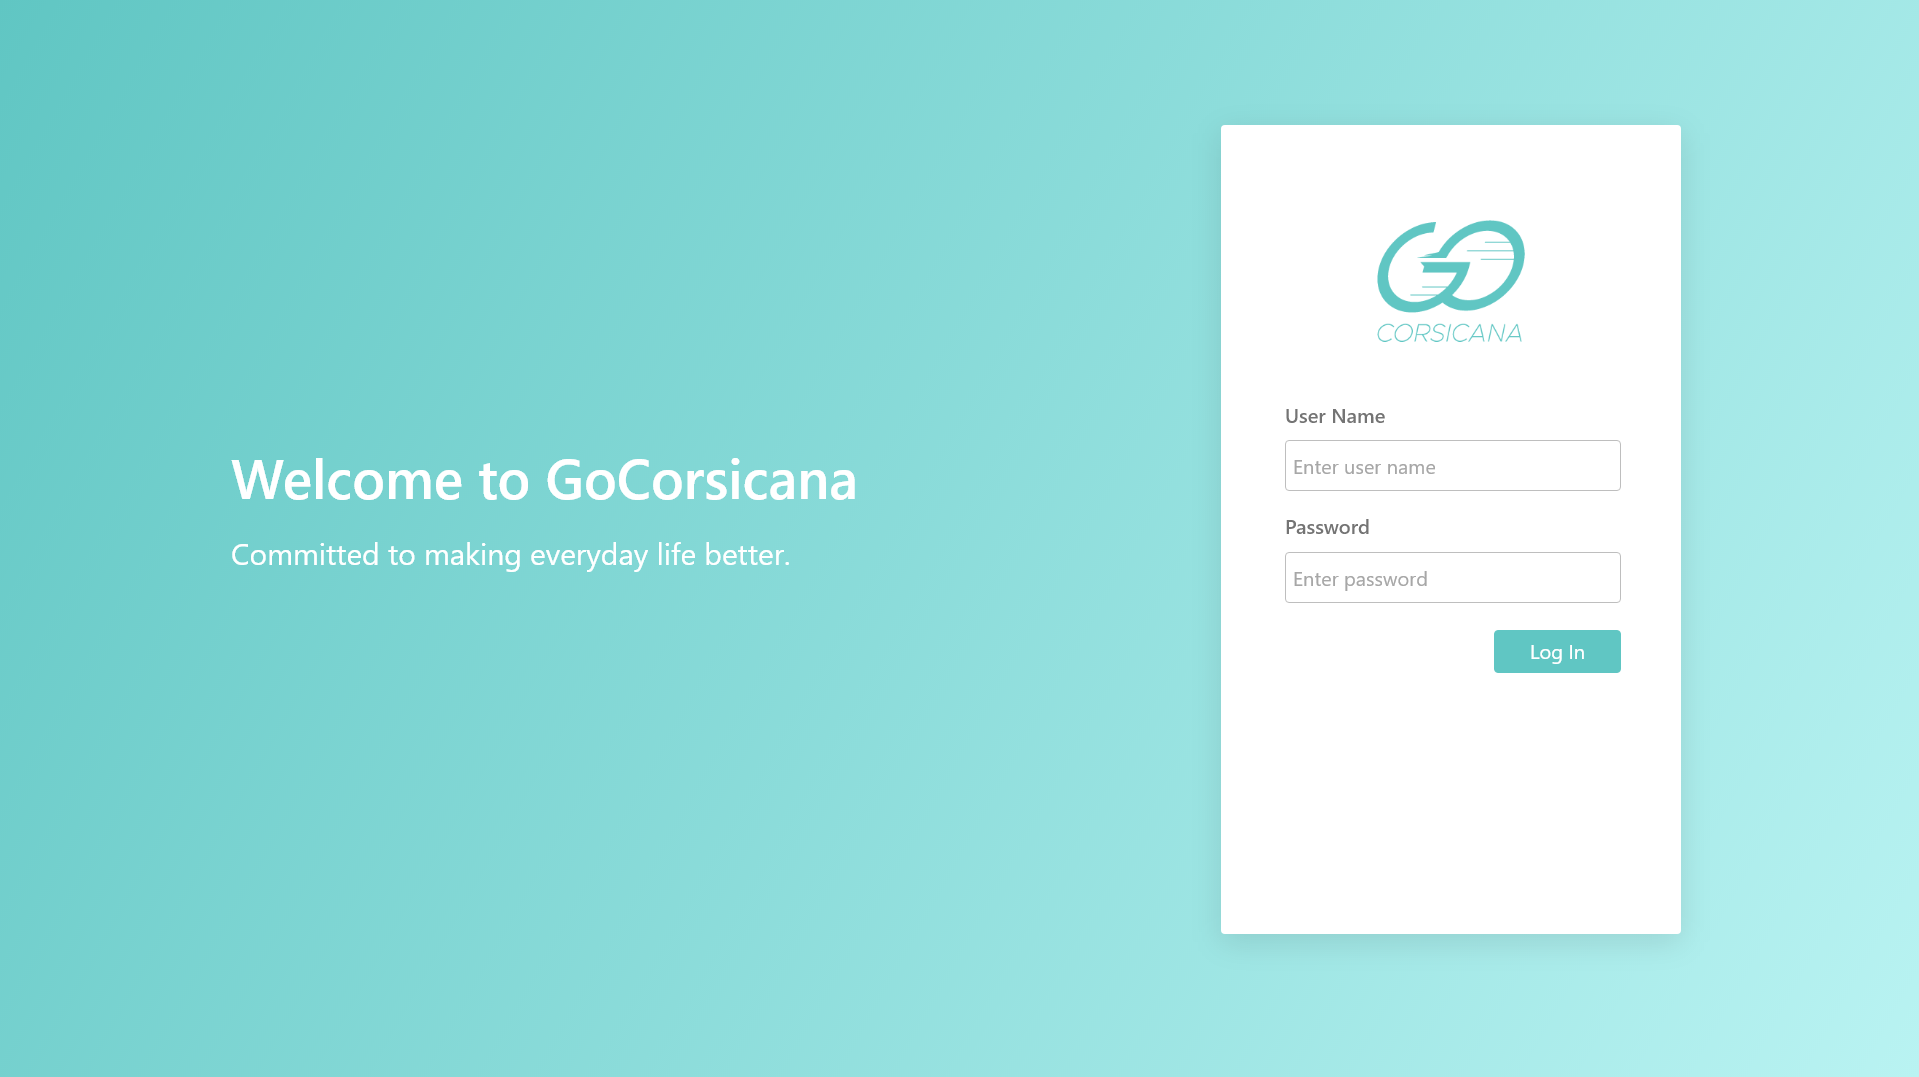 Welcome to GoCorsicana
Committed to making everyday life better.
GO
CORSICANA
User Name
Enter user name
Password
Enter password
Log In